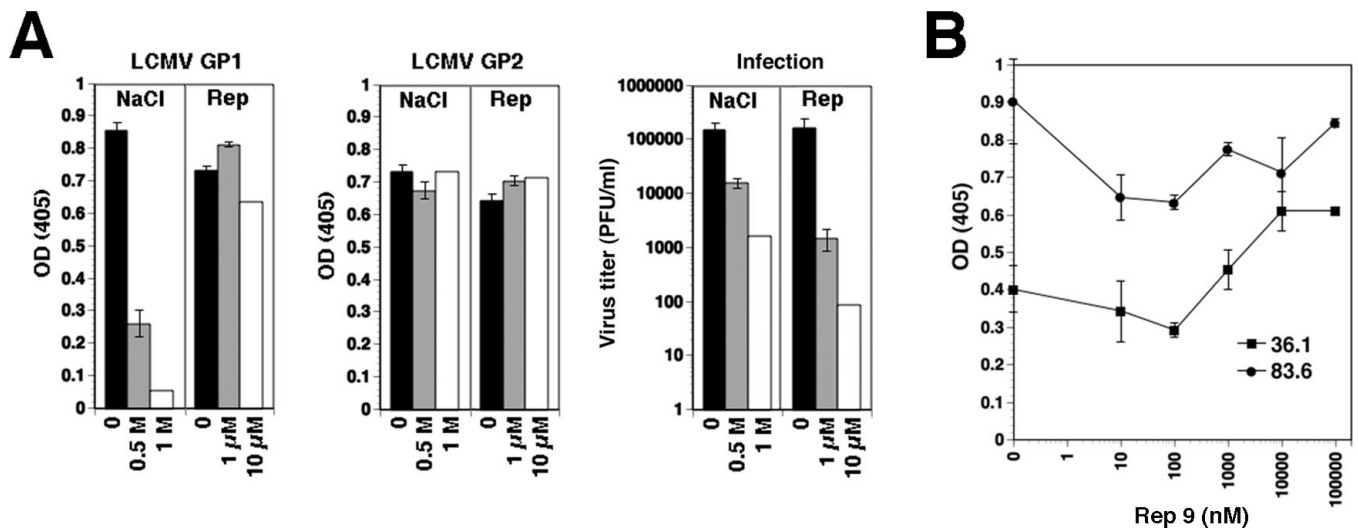 A
B
LCMV GP1
LCMV GP2
Infection
NaCl Rep
NaCl Rep
NaCl Rep
OD (405)
1
0.9
0.8
0.7
0.6
0.5
0.4
0.3
0.2
0.1
0
0
0.5 M
1 M
0
1 µM
10 µM
OD (405)
1
0.9
0.8
0.7
0.6
0.5
0.4
0.3
0.2
0.1
0
0
0.5 M
1 M
0
1 µM
10 µM
Virus titer (PFU/ml)
1000000
100000
10000
1000
100
10
1
0
0.5 M
1 M
0
1 µM
10 µM
OD (405)
1
0.9
0.8
0.7
0.6
0.5
0.4
0.3
0.2
0.1
0
36.1
83.6
0
1
10
100
1000
10000
100000
Rep 9 (nM)